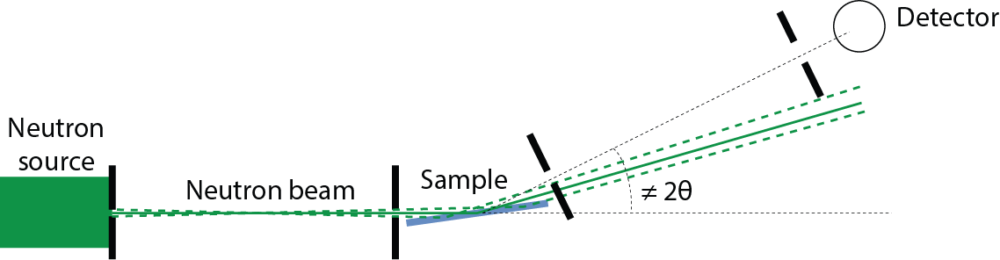 Detector
Neutron
source
Neutron beam
Sample
≠ 2θ